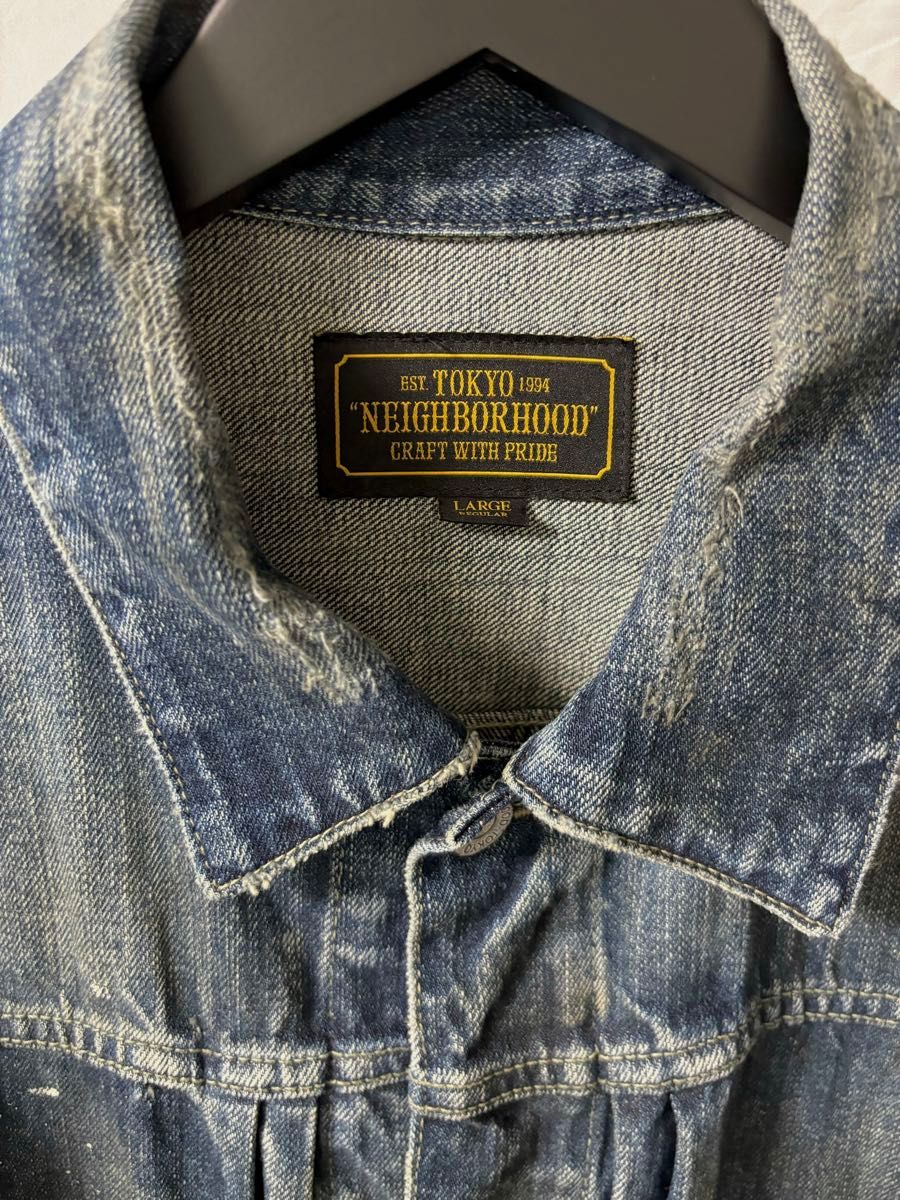 EST. TOKYO 1994
"NEIGHBORHOOD"
CRAFT WITH PRIDE
LARGE
REGULAR